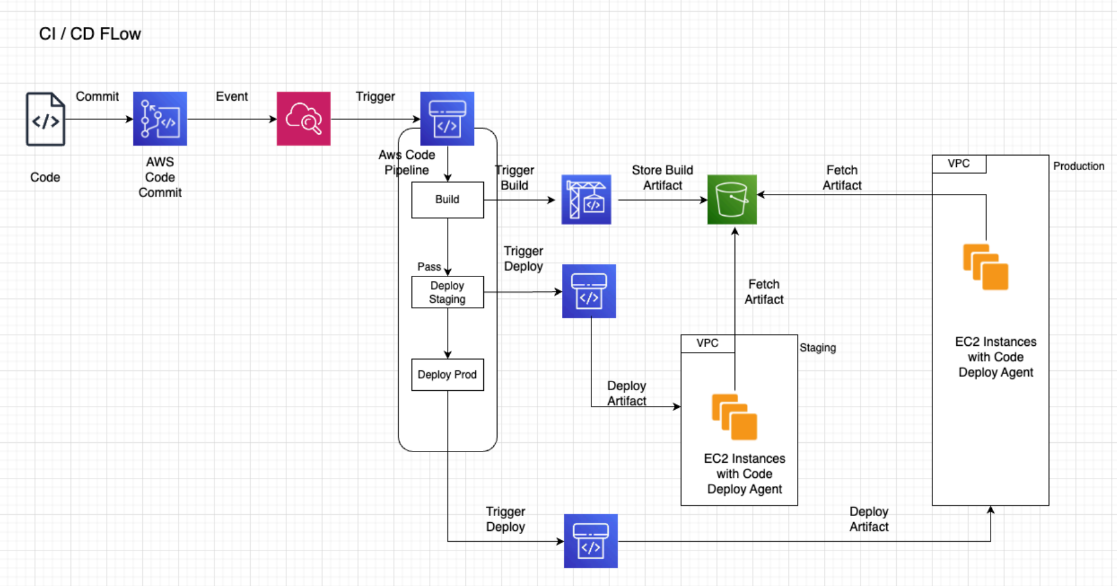 CI / CD FLow
Commit
Event
Trigger
Code
AWS
Code
Commit
Aws Code
Pipeline
Build
Pass
Deploy
Staging
Deploy Prod
Trigger
Build
Store Build
Artifact
Fetch
Artifact
Trigger
Deploy
Fetch
Artifact
Deploy
Artifact
VPC
Staging
EC2 Instances
with Code
Deploy Agent
VPC
Production
EC2 Instances
with Code
Deploy Agent
Trigger
Deploy
Deploy
Artifact